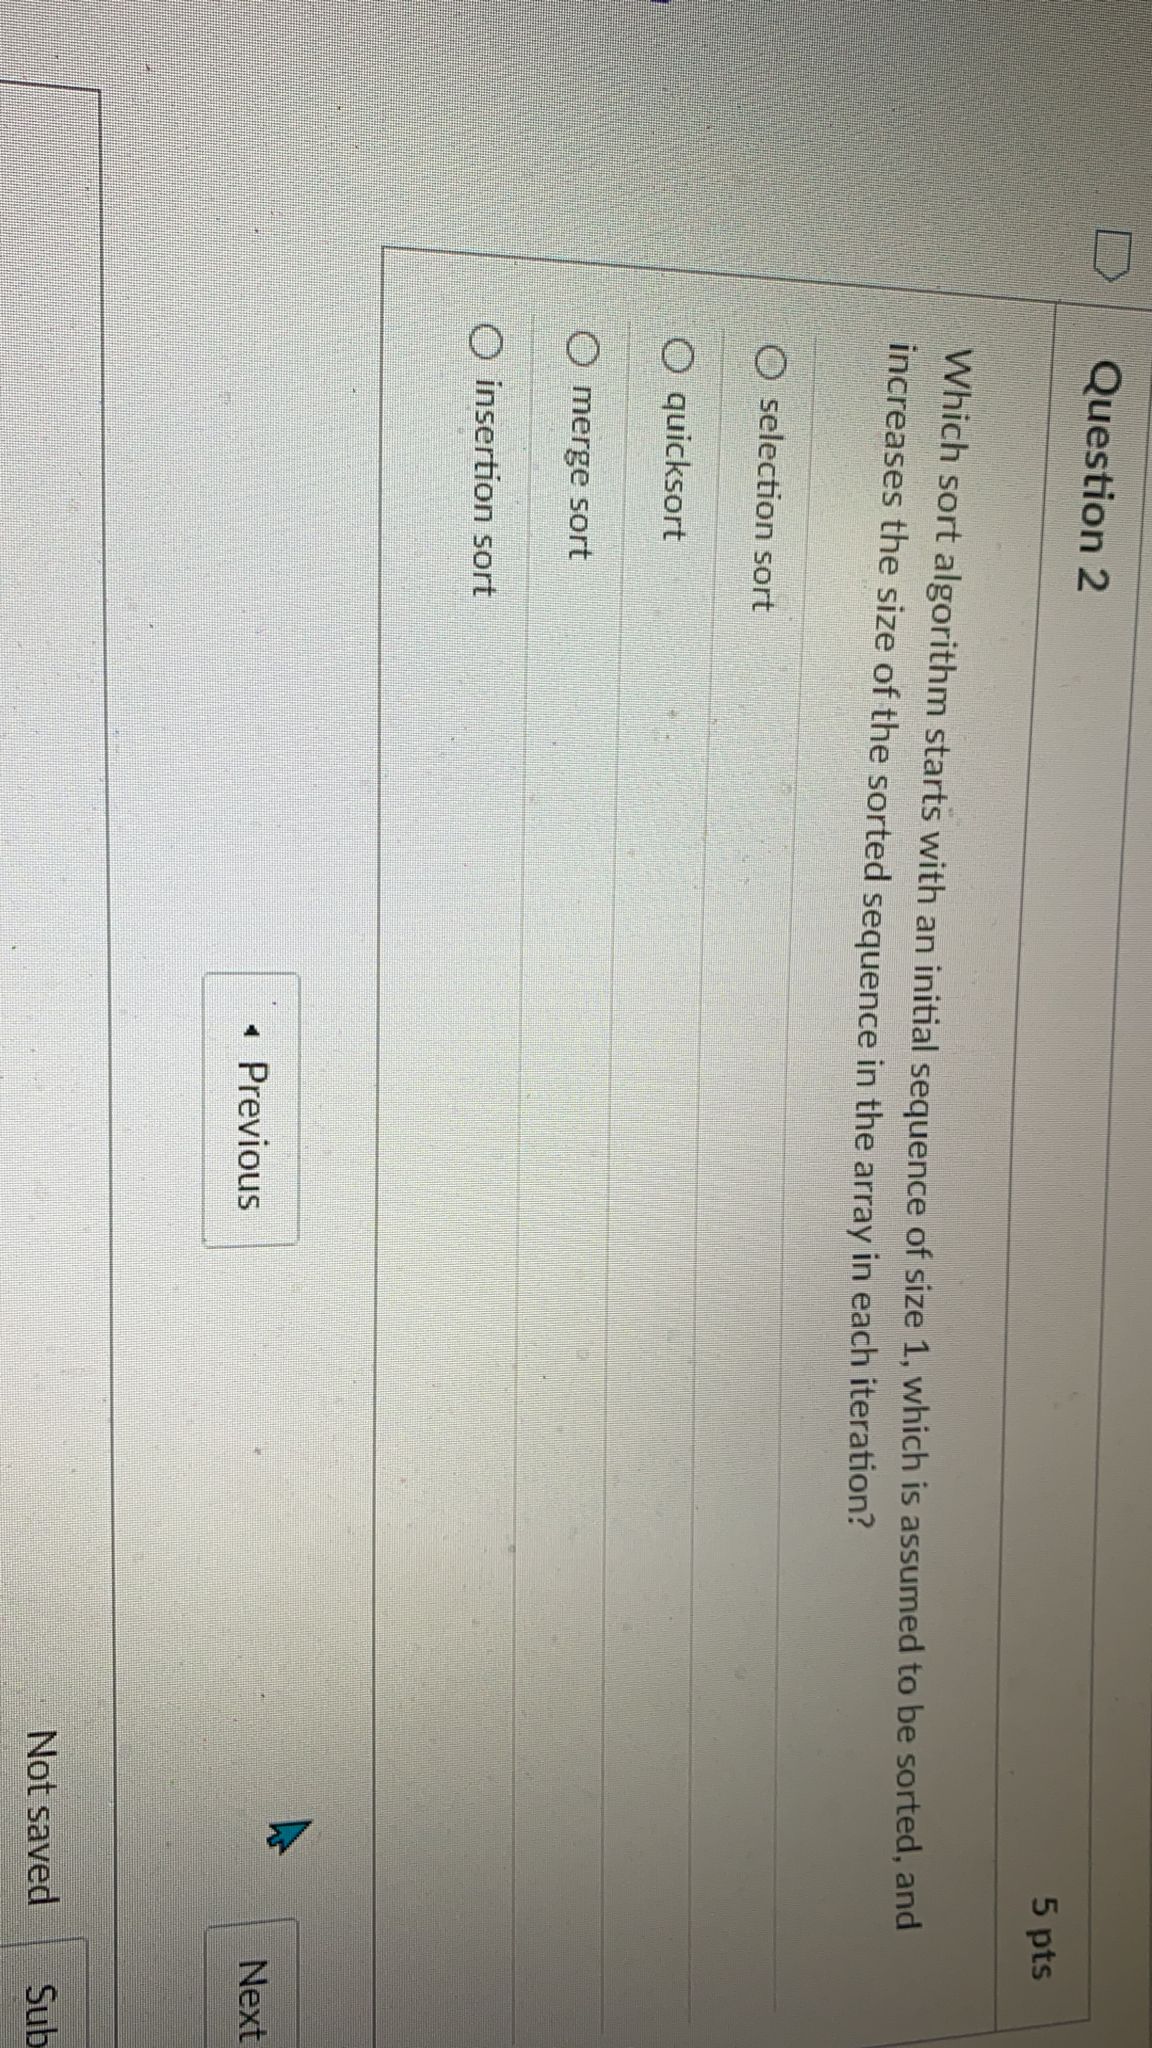 Question 2
5 pts
Which sort algorithm starts with an initial sequence of size 1, which is assumed to be sorted, and
increases the size of the sorted sequence in the array in each iteration?
selection sort
quicksort
merge sort
insertion sort
◂ Previous
Next
Not saved
Sub